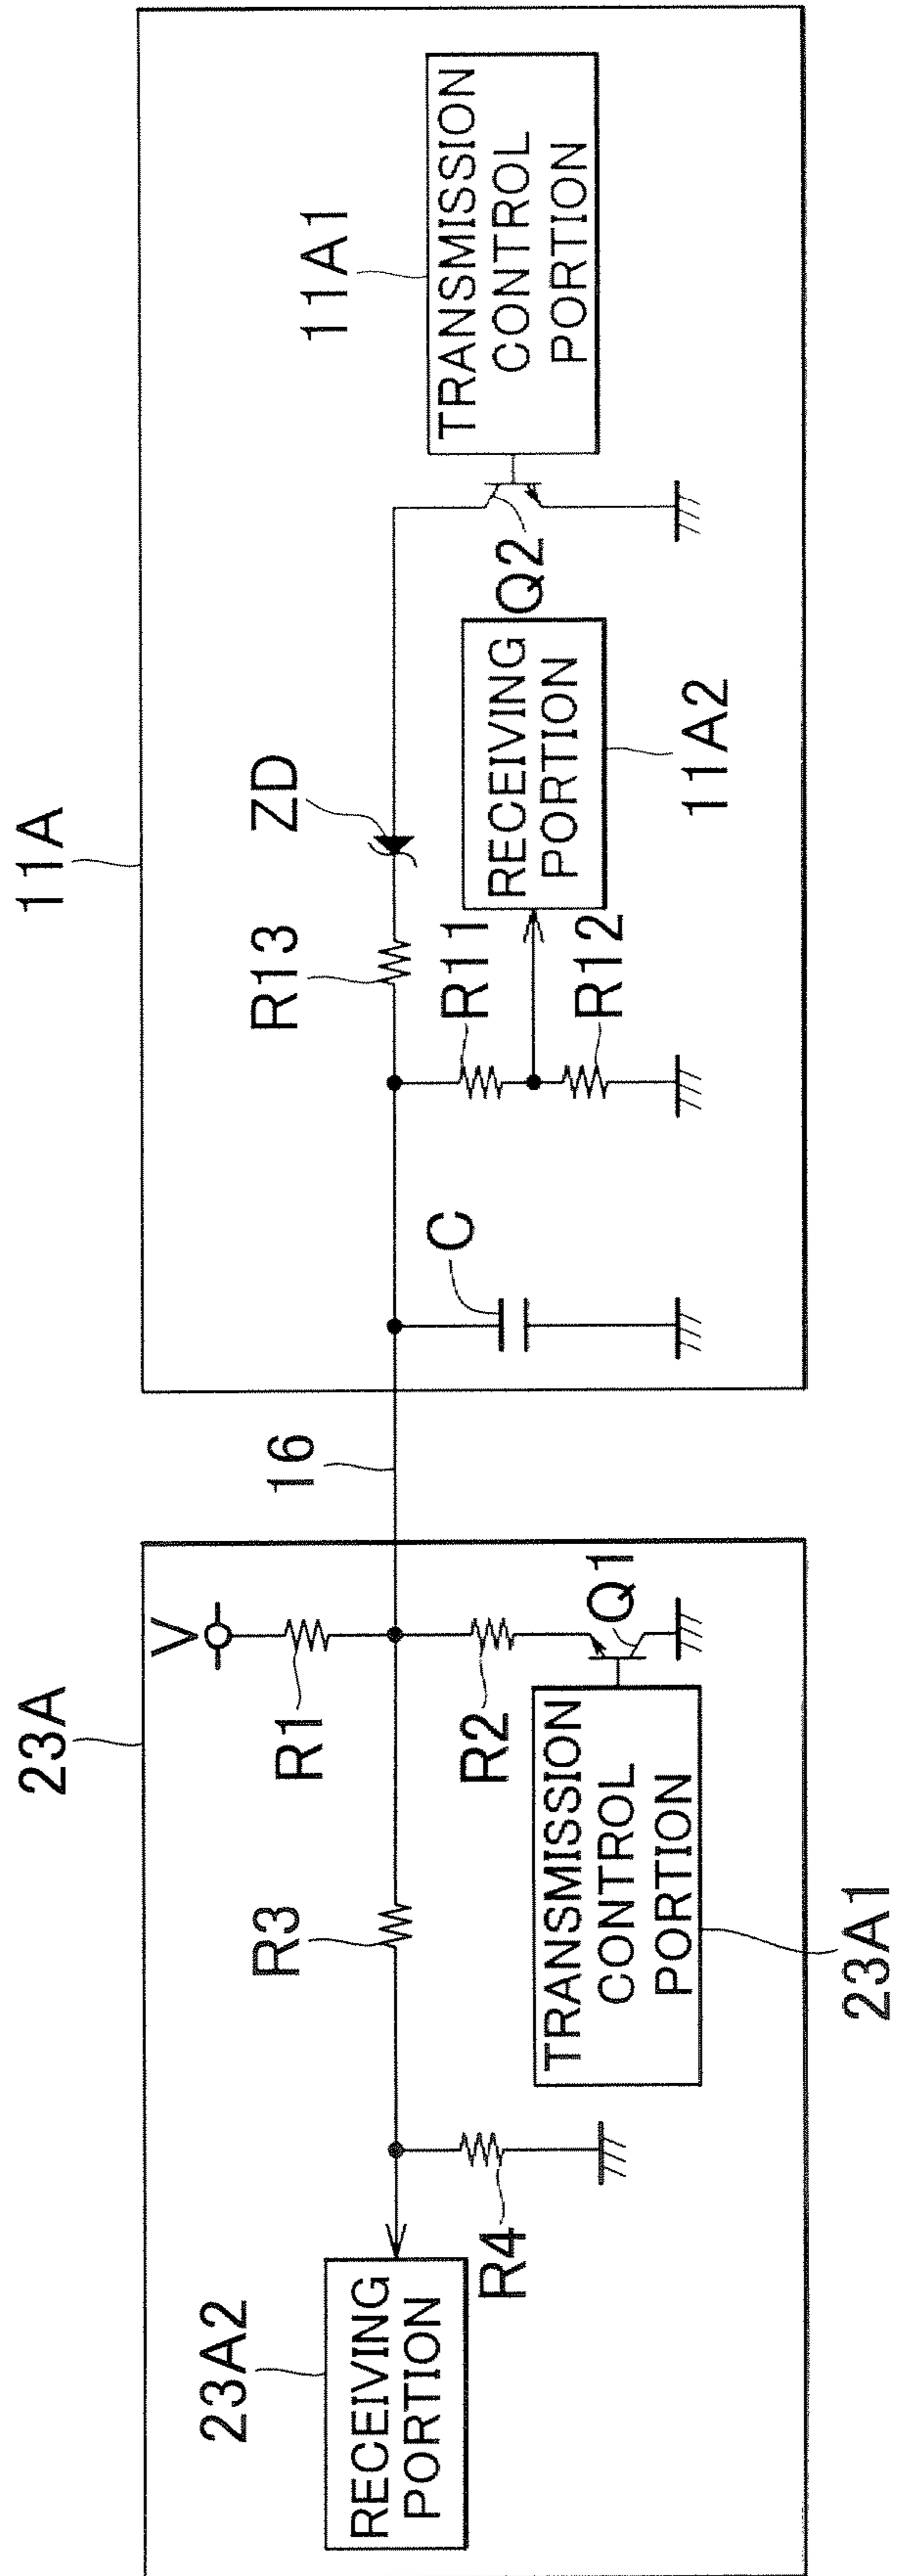 23A
23A2
RECEIVING
PORTION
R4
R3
V
R1
R2
Q1
TRANSMISSION
CONTROL
PORTION
23A1
16
11A
C
R13
ZD
R11
R12
RECEIVING
PORTION
11A2
Q2
11A1
TRANSMISSION
CONTROL
PORTION